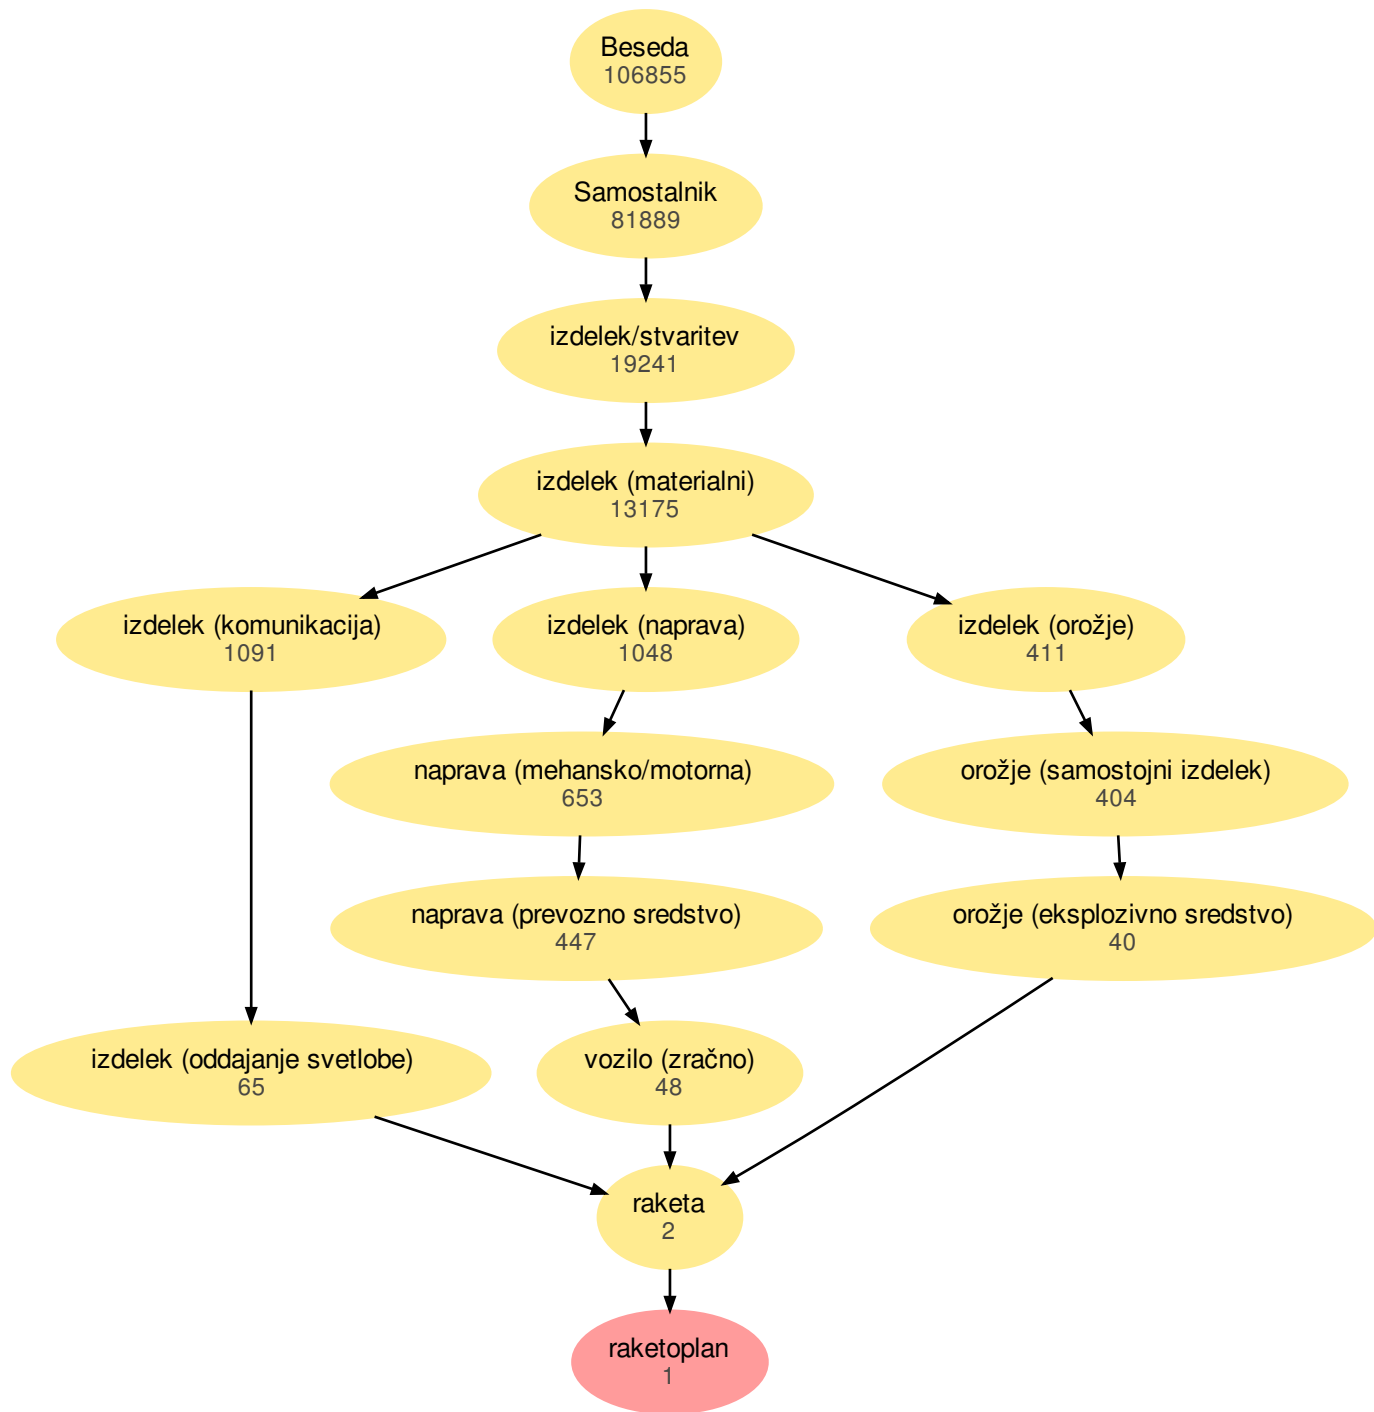 Beseda
106855
Samostalnik
81889
izdelek/stvaritev
19241
izdelek (materialni)
13175
izdelek (komunikacija)
1091
izdelek (naprava)
1048
izdelek (orožje)
411
naprava (mehansko/motorna)
653
orožje (samostojni izdelek)
404
naprava (prevozno sredstvo)
447
orožje (eksplozivno sredstvo)
40
izdelek (oddajanje svetlobe)
65
vozilo (zračno)
48
raketa
2
raketoplan
1